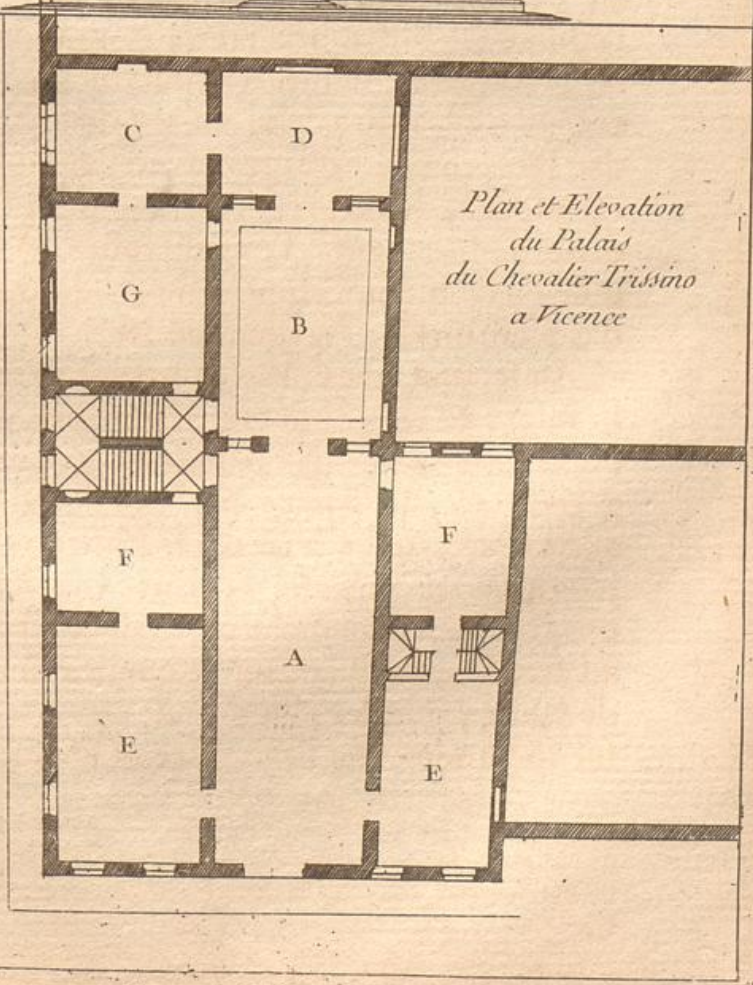 C
D
Plan et Elevation
du Palais
du Chevalier Trissino
a Vicence
G
B
F
F
A
E
E